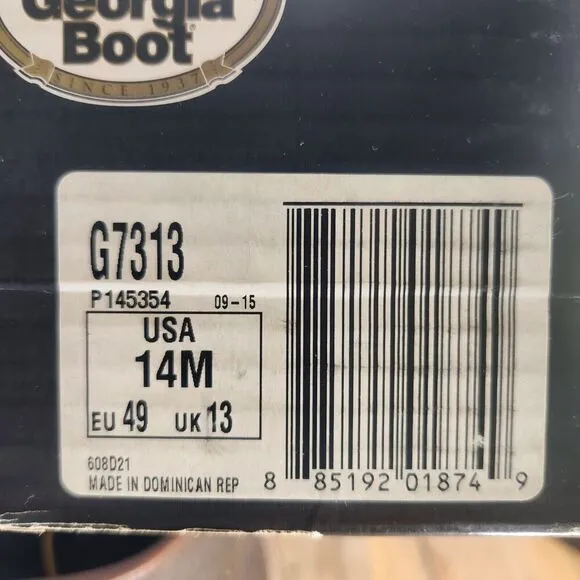 Georgia
Boot
SINCE 1937
G7313
P145354 09-15
USA
14M
EU 49 UK 13
608D21
MADE IN DOMINICAN REP
8 85192 01874 9